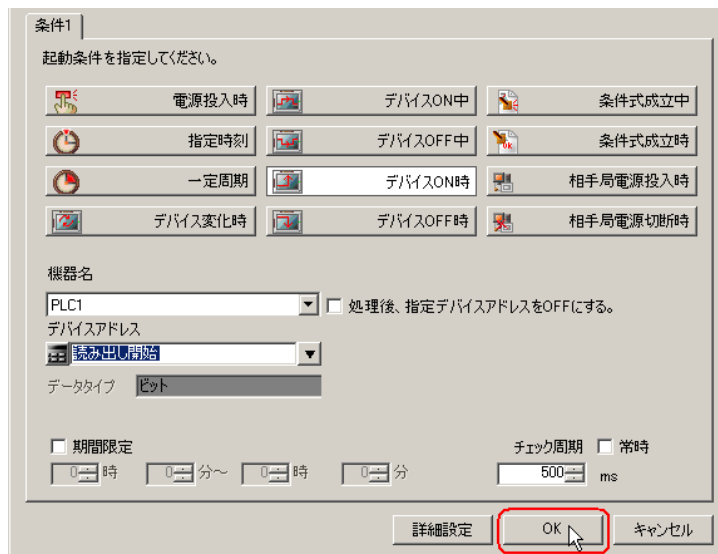 条件1
起動条件を指定してください。
電源投入時 デバイスON中 条件式成立中
指定時刻 デバイスOFF中 条件式成立時
一定周期 デバイスON時 相手局電源投入時
デバイス変化時 デバイスOFF時 相手局電源切断時
機器名
PLC1 処理後、指定デバイスアドレスをOFFにする。
デバイスアドレス
読み出し開始
データタイプ ビット
期間限定 チェック周期 常時
0 時 0 分～ 0 時 0 分 500 ms
詳細設定 OK キャンセル